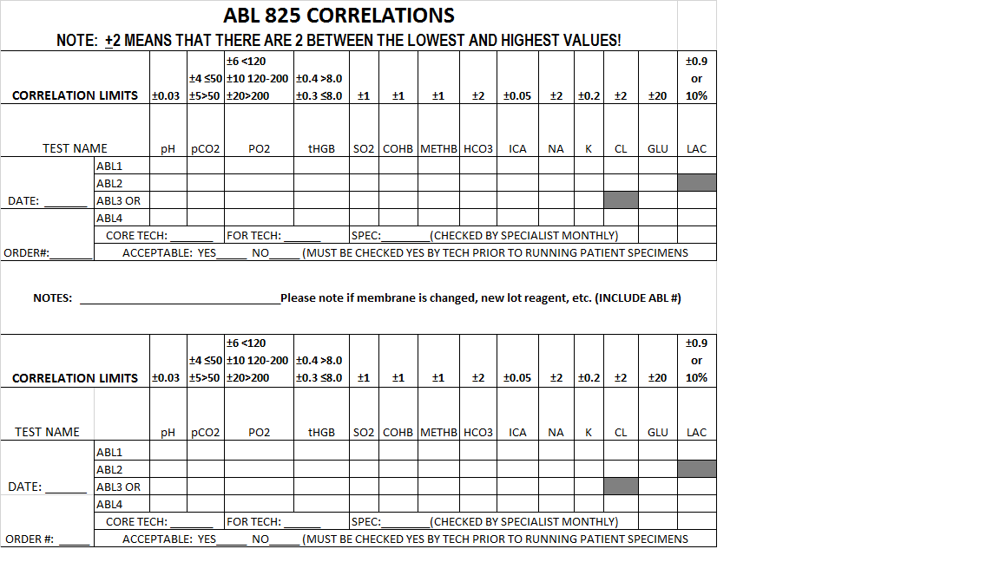 ABL 825 CORRELATIONS
NOTE: ±2 MEANS THAT THERE ARE 2 BETWEEN THE LOWEST AND HIGHEST VALUES!
±6 <120 ±0.9
±4 ≤50 ±10 120-200 ±0.4 >8.0 or
CORRELATION LIMITS ±0.03 ±5>50 ±20>200 ±0.3 ≤8.0 ±1 ±1 ±1 ±2 ±0.05 ±2 ±0.2 ±2 ±20 10%
TEST NAME pH pCO2 PO2 tHGB SO2 COHB METHB HCO3 ICA NA K CL GLU LAC
ABL1
ABL2
DATE: _______ ABL3 OR
ABL4
CORE TECH: _______ FOR TECH: ______ SPEC:________(CHECKED BY SPECIALIST MONTHLY)
ORDER#:_______ ACCEPTABLE: YES_____ NO_____ (MUST BE CHECKED YES BY TECH PRIOR TO RUNNING PATIENT SPECIMENS
NOTES: _________________________________Please note if membrane is changed, new lot reagent, etc. (INCLUDE ABL #)
±6 <120 ±0.9
±4 ≤50 ±10 120-200 ±0.4 >8.0 or
CORRELATION LIMITS ±0.03 ±5>50 ±20>200 ±0.3 ≤8.0 ±1 ±1 ±1 ±2 ±0.05 ±2 ±0.2 ±2 ±20 10%
TEST NAME pH pCO2 PO2 tHGB SO2 COHB METHB HCO3 ICA NA K CL GLU LAC
ABL1
ABL2
DATE: _______ ABL3 OR
ABL4
CORE TECH: _______ FOR TECH: ______ SPEC:________(CHECKED BY SPECIALIST MONTHLY)
ORDER #: _____ ACCEPTABLE: YES_____ NO_____ (MUST BE CHECKED YES BY TECH PRIOR TO RUNNING PATIENT SPECIMENS